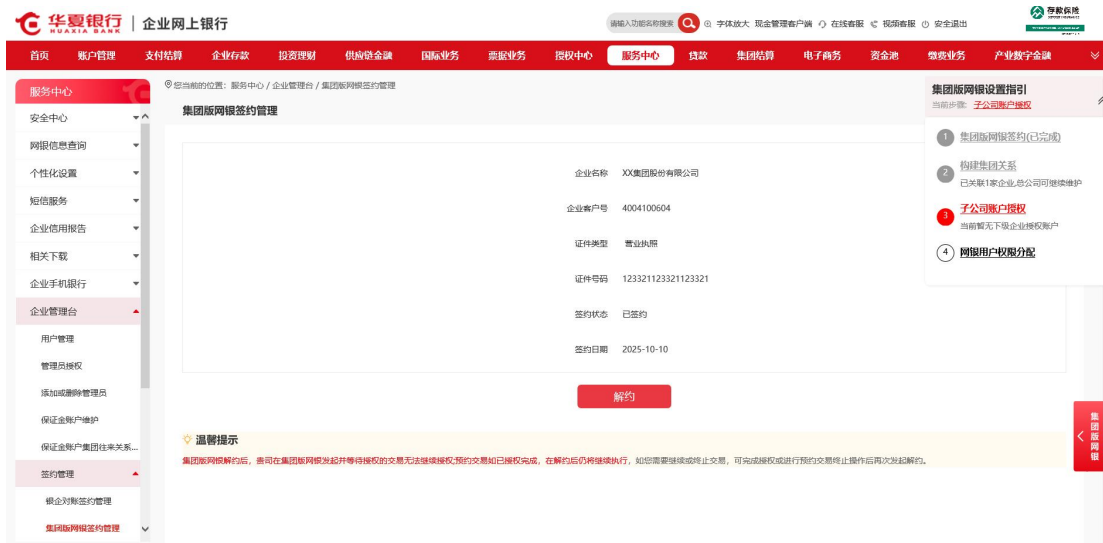 华夏银行 企业网上银行
HUAXIA BANK
请输入功能名称搜索 字体放大 现金管理客户端 在线客服 视频客服 安全退出
存款保险
首页 账户管理 支付结算 企业存款 投资理财 供应链金融 国际业务 票据业务 授权中心 服务中心 贷款 集团结算 电子商务 资金池 缴费业务 产业数字金融
服务中心
安全中心
网银信息查询
个性化设置
短信服务
企业信用报告
相关下载
企业手机银行
企业管理台
用户管理
管理员授权
添加或删除管理员
保证金账户维护
保证金账户集团往来关系...
签约管理
银企对账签约管理
集团版网银签约管理
您当前的位置：服务中心 / 企业管理台 / 集团版网银签约管理
集团版网银签约管理
企业名称 XX集团股份有限公司
企业客户号 4004100604
证件类型 营业执照
证件号码 123321123321123321
签约状态 已签约
签约日期 2025-10-10
解约
温馨提示
集团版网银解约后，贵司在集团版网银发起并等待授权的交易无法继续授权;预约交易如已授权完成，在解约后仍将继续执行，如您需要继续或终止交易，可完成授权或进行预约交易终止操作后再次发起解约。
集团版网银设置指引
当前步骤: 子公司账户授权
1 集团版网银签约(已完成)
2 构建集团关系
已关联1家企业,总公司可继续维护
3 子公司账户授权
当前暂无下级企业授权账户
4 网银用户权限分配
集团版网银